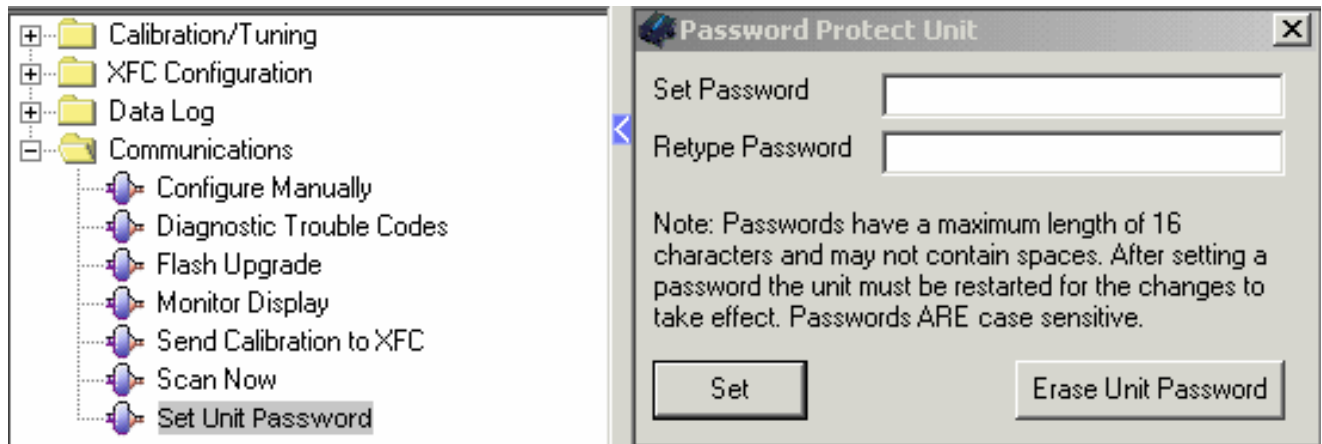 Calibration/Tuning
XFC Configuration
Data Log
Communications
Configure Manually
Diagnostic Trouble Codes
Flash Upgrade
Monitor Display
Send Calibration to XFC
Scan Now
Set Unit Password
Password Protect Unit
Set Password
Retype Password
Note: Passwords have a maximum length of 16
characters and may not contain spaces. After setting a
password the unit must be restarted for the changes to
take effect. Passwords ARE case sensitive.
Set
Erase Unit Password